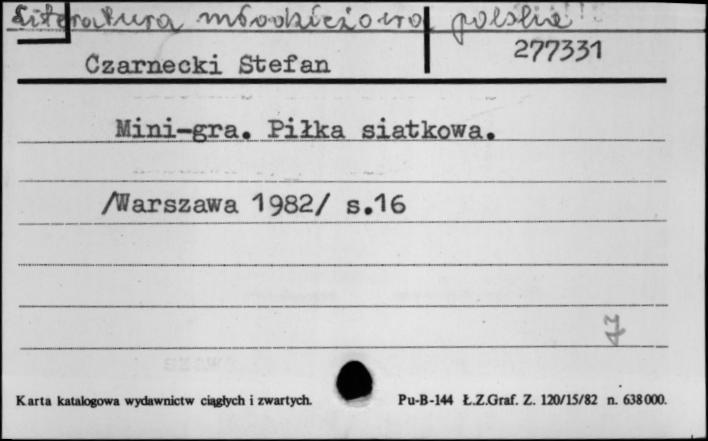 Literatura młodzieżowa polska
Czarnecki Stefan
277331
Mini-gra. Piłka siatkowa.
/Warszawa 1982/ s.16
7
Karta katalogowa wydawnictw ciągłych i zwartych. Pu-B-144 Ł.Z.Graf. Z. 120/15/82 n. 638000.